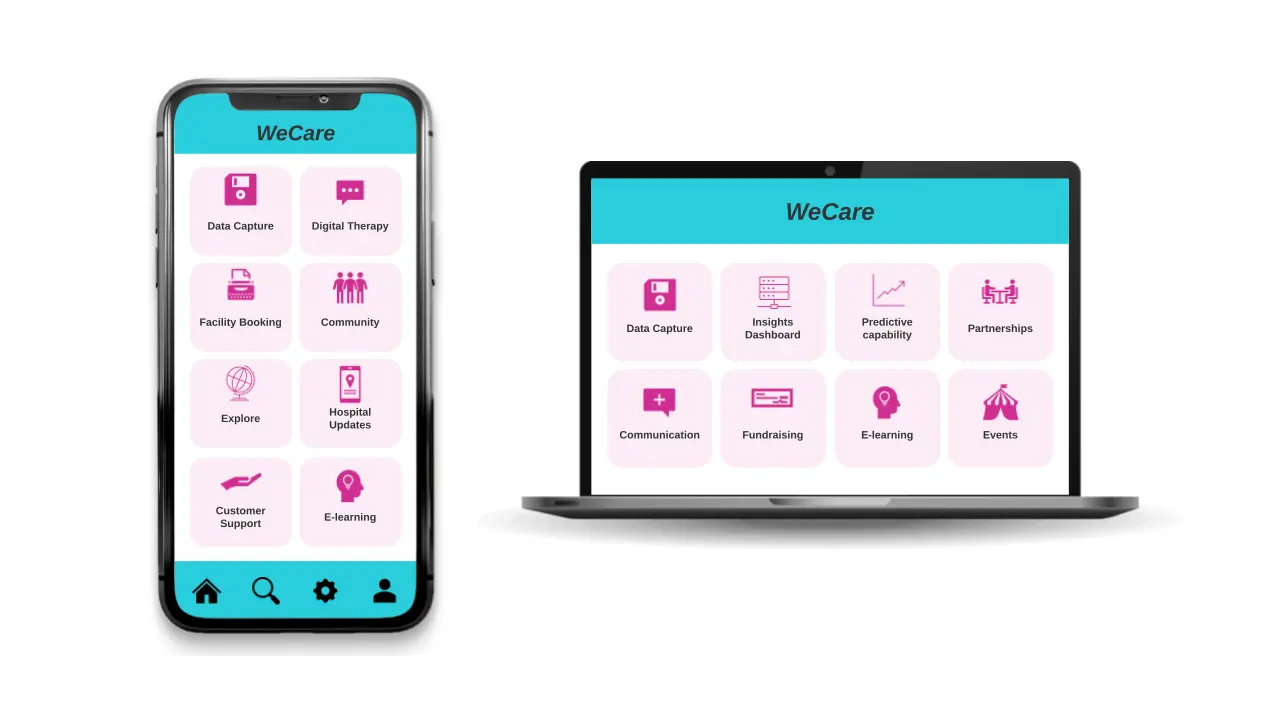 WeCare
Data Capture
Digital Therapy
Facility Booking
Community
Explore
Hospital
Updates
Customer
Support
E-learning
WeCare
Data Capture
Insights
Dashboard
Predictive
capability
Partnerships
Communication
Fundraising
E-learning
Events